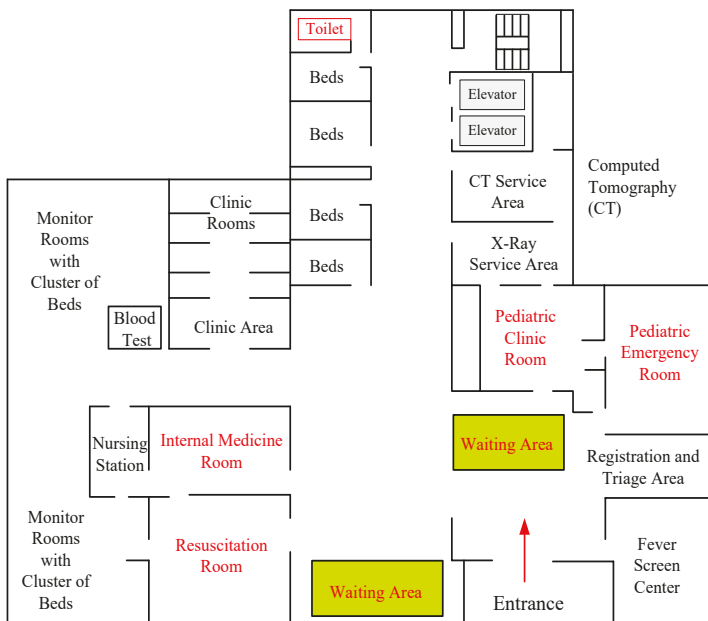 Toilet
Beds
Elevator
Beds
Elevator
Computed
Tomography
(CT)
CT Service
Area
Clinic
Rooms
Monitor
Rooms
with
Cluster of
Beds
Beds
X-Ray
Service Area
Beds
Blood
Test
Clinic Area
Pediatric
Clinic
Room
Pediatric
Emergency
Room
Nursing
Station
Internal Medicine
Room
Waiting Area
Registration and
Triage Area
Monitor
Rooms
with
Cluster of
Beds
Resuscitation
Room
Fever
Screen
Center
Waiting Area
Entrance